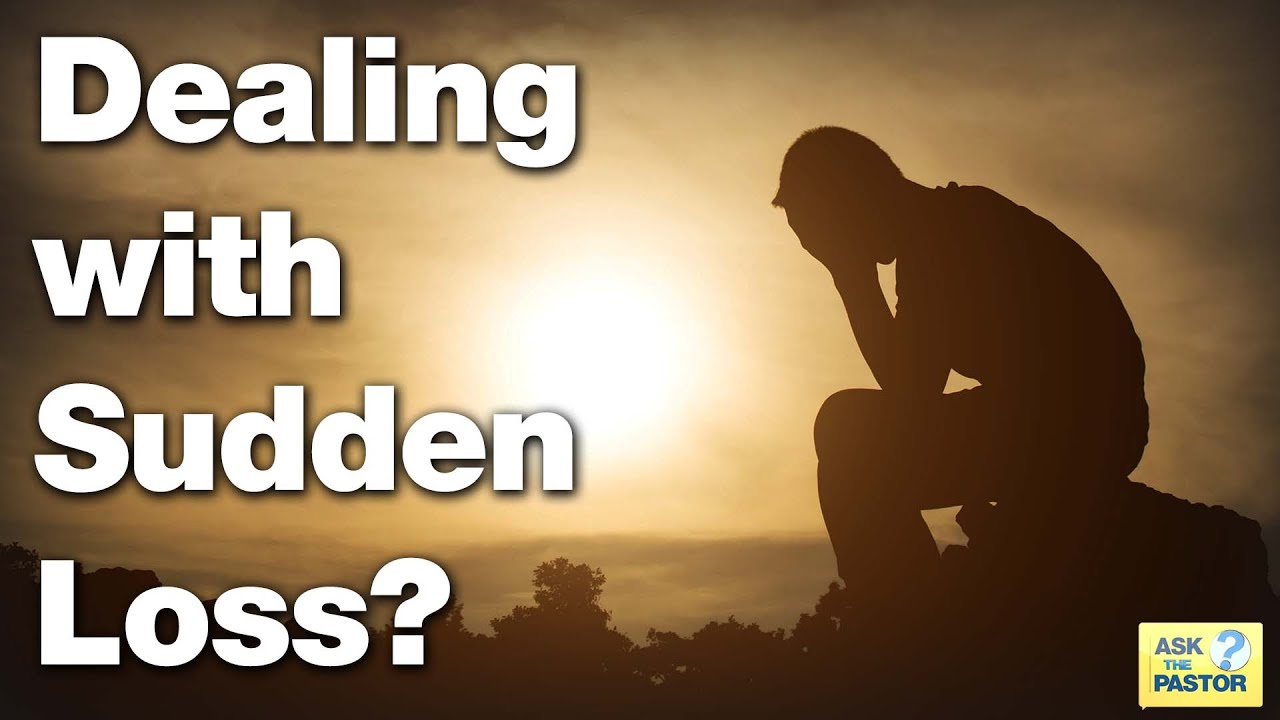 Dealing
with
Sudden
Loss?
ASK
THE
PASTOR
?